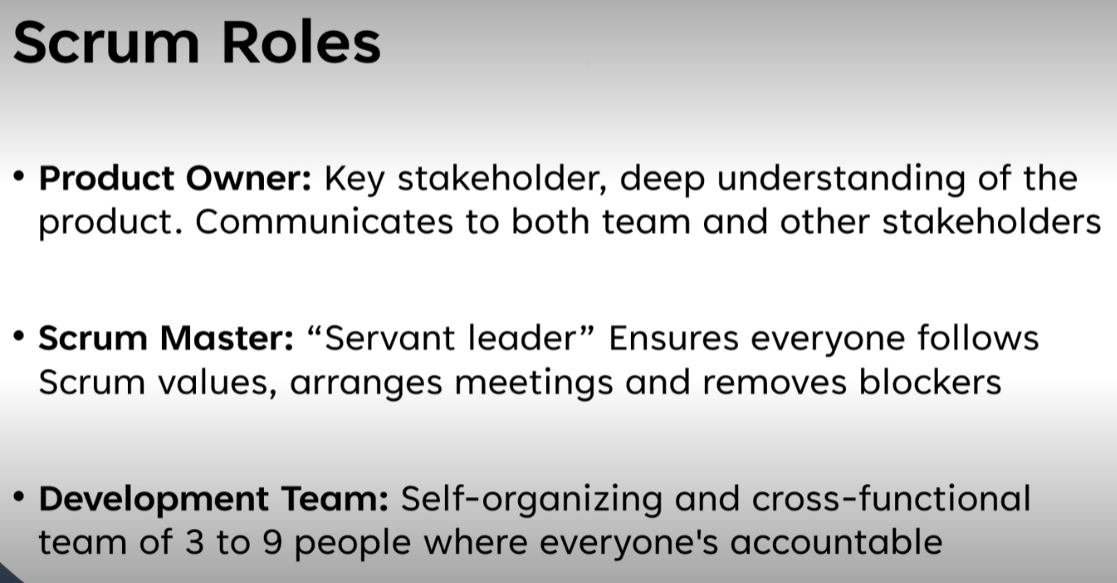 Scrum Roles
• Product Owner: Key stakeholder, deep understanding of the
product. Communicates to both team and other stakeholders
• Scrum Master: “Servant leader” Ensures everyone follows
Scrum values, arranges meetings and removes blockers
• Development Team: Self-organizing and cross-functional
team of 3 to 9 people where everyone's accountable